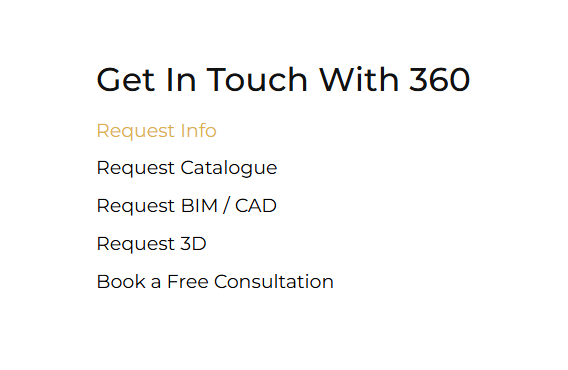 Get In Touch With 360
Request Info
Request Catalogue
Request BIM / CAD
Request 3D
Book a Free Consultation